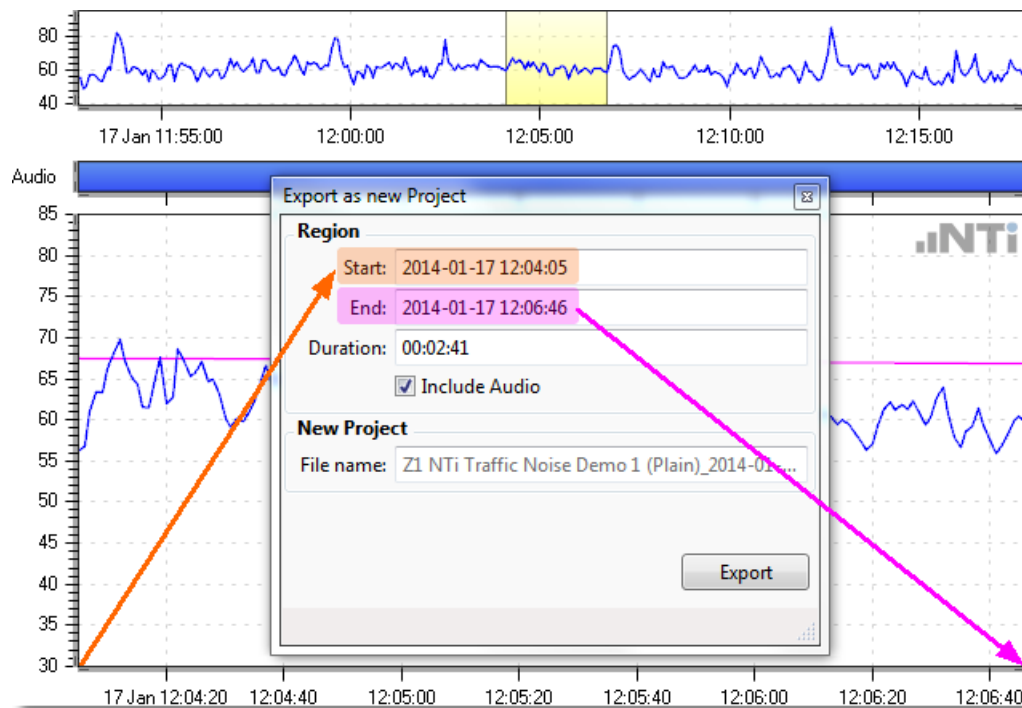 80
60
40
17 Jan 11:55:00 12:00:00 12:05:00 12:10:00 12:15:00
Audio
Export as new Project
85
80
75
70
65
60
55
50
45
40
35
30
NTi
Region
Start: 2014-01-17 12:04:05
End: 2014-01-17 12:06:46
Duration: 00:02:41
Include Audio
New Project
File name: Z1 NTi Traffic Noise Demo 1 (Plain)_2014-01-...
Export
17 Jan 12:04:20 12:04:40 12:05:00 12:05:20 12:05:40 12:06:00 12:06:20 12:06:40